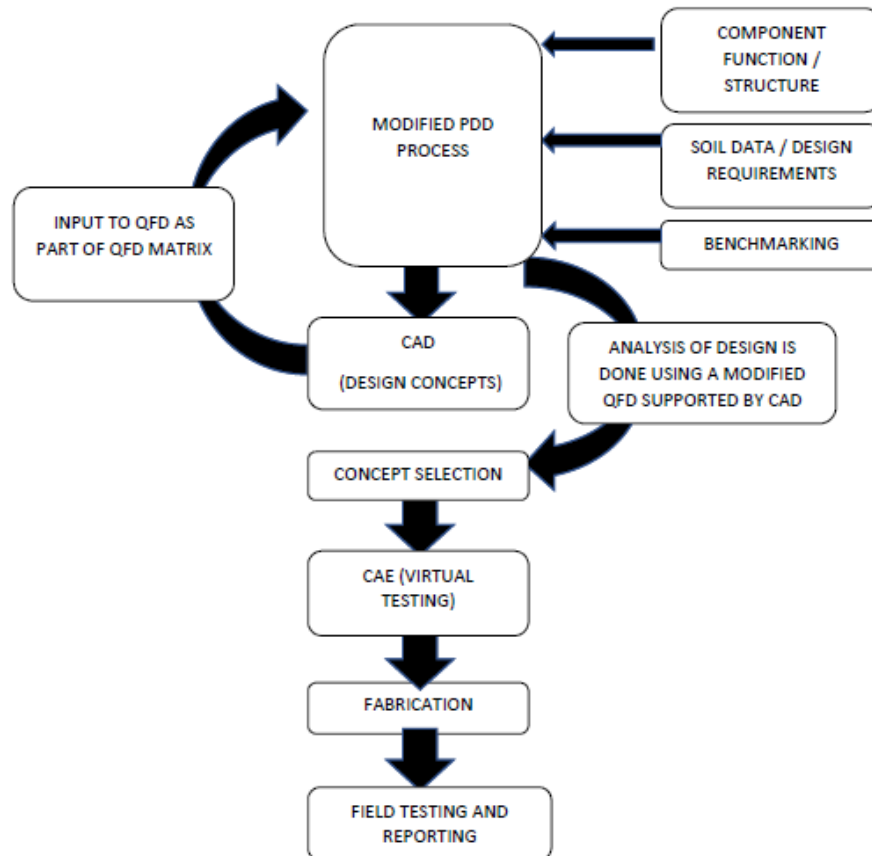 COMPONENT
FUNCTION /
STRUCTURE
MODIFIED PDD
PROCESS
SOIL DATA / DESIGN
REQUIREMENTS
INPUT TO QFD AS
PART OF QFD MATRIX
BENCHMARKING
CAD
(DESIGN CONCEPTS)
ANALYSIS OF DESIGN IS
DONE USING A MODIFIED
QFD SUPPORTED BY CAD
CONCEPT SELECTION
CAE (VIRTUAL
TESTING)
FABRICATION
FIELD TESTING AND
REPORTING